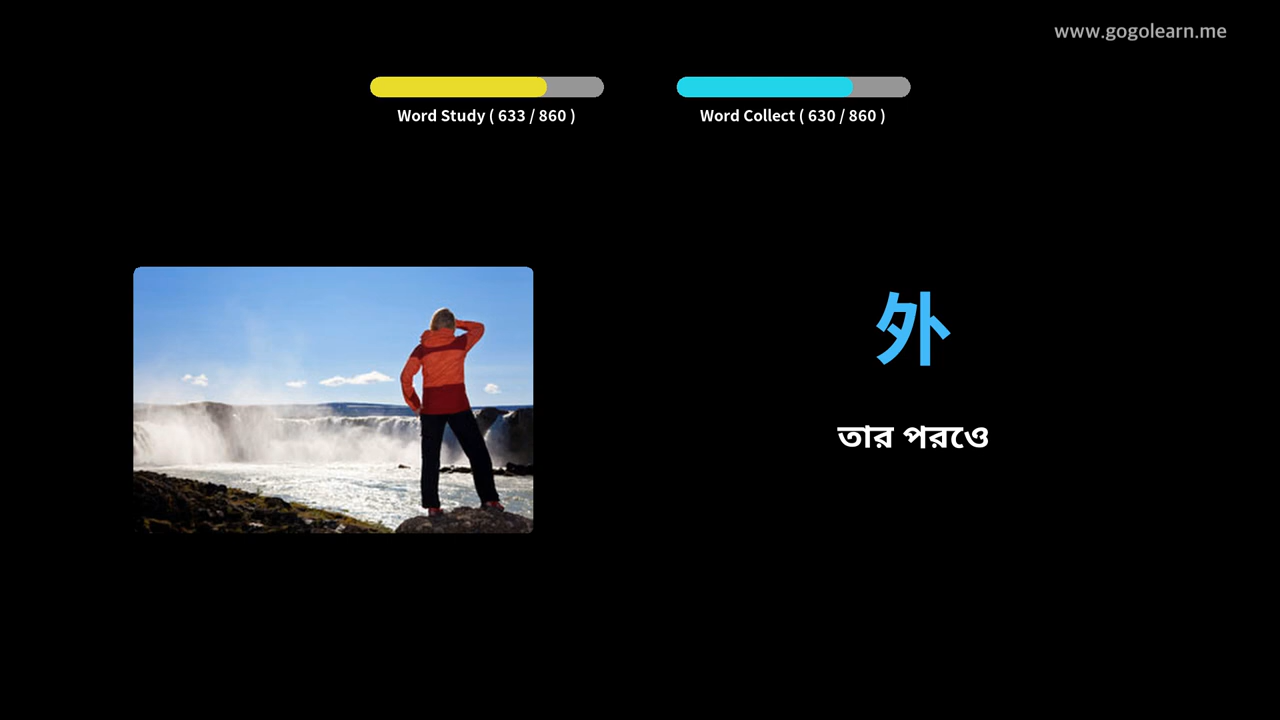 www.gogolearn.me
Word Study ( 633 / 860 )
Word Collect ( 630 / 860 )
外
তার পরওে